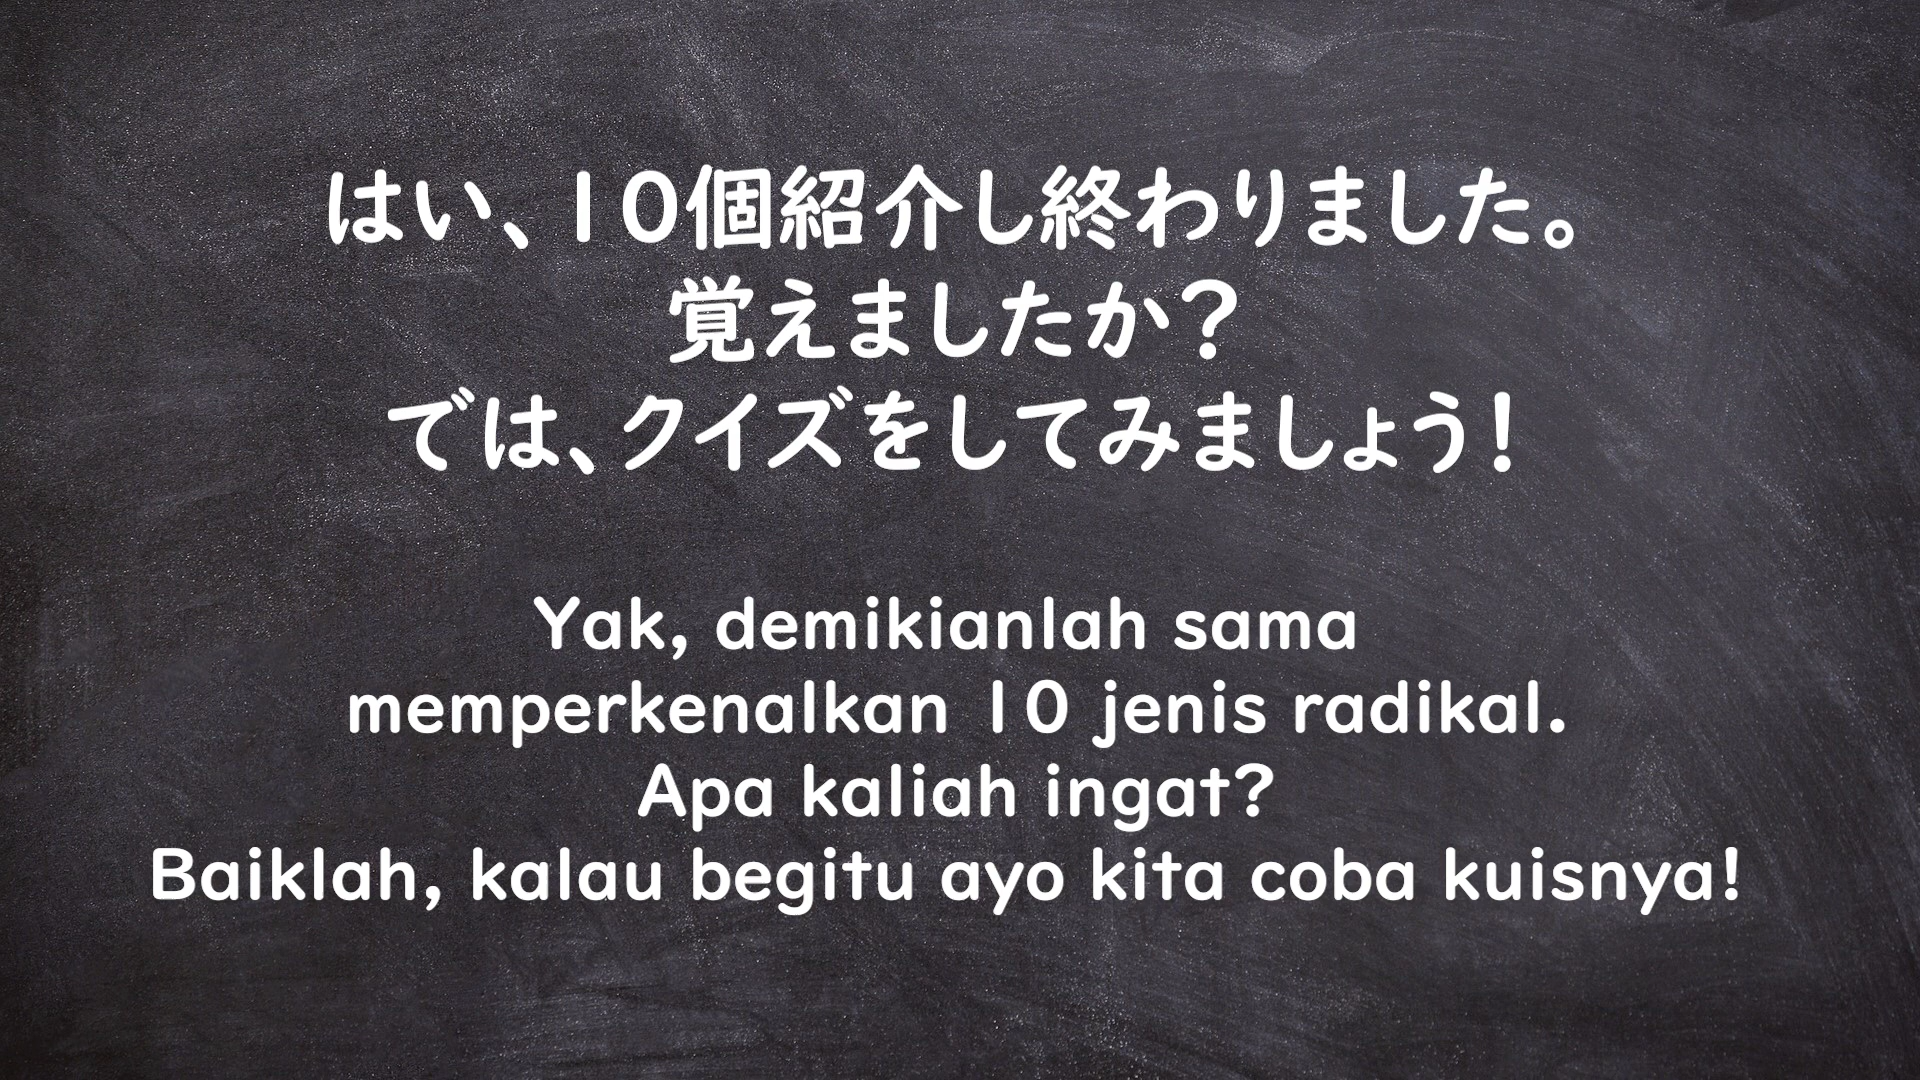 はい、10個紹介し終わりました。
覚えましたか?
では、クイズをしてみましょう!
Yak, demikianlah sama
memperkenalkan 10 jenis radikal.
Apa kaliah ingat?
Baiklah, kalau begitu ayo kita coba kuisnya!